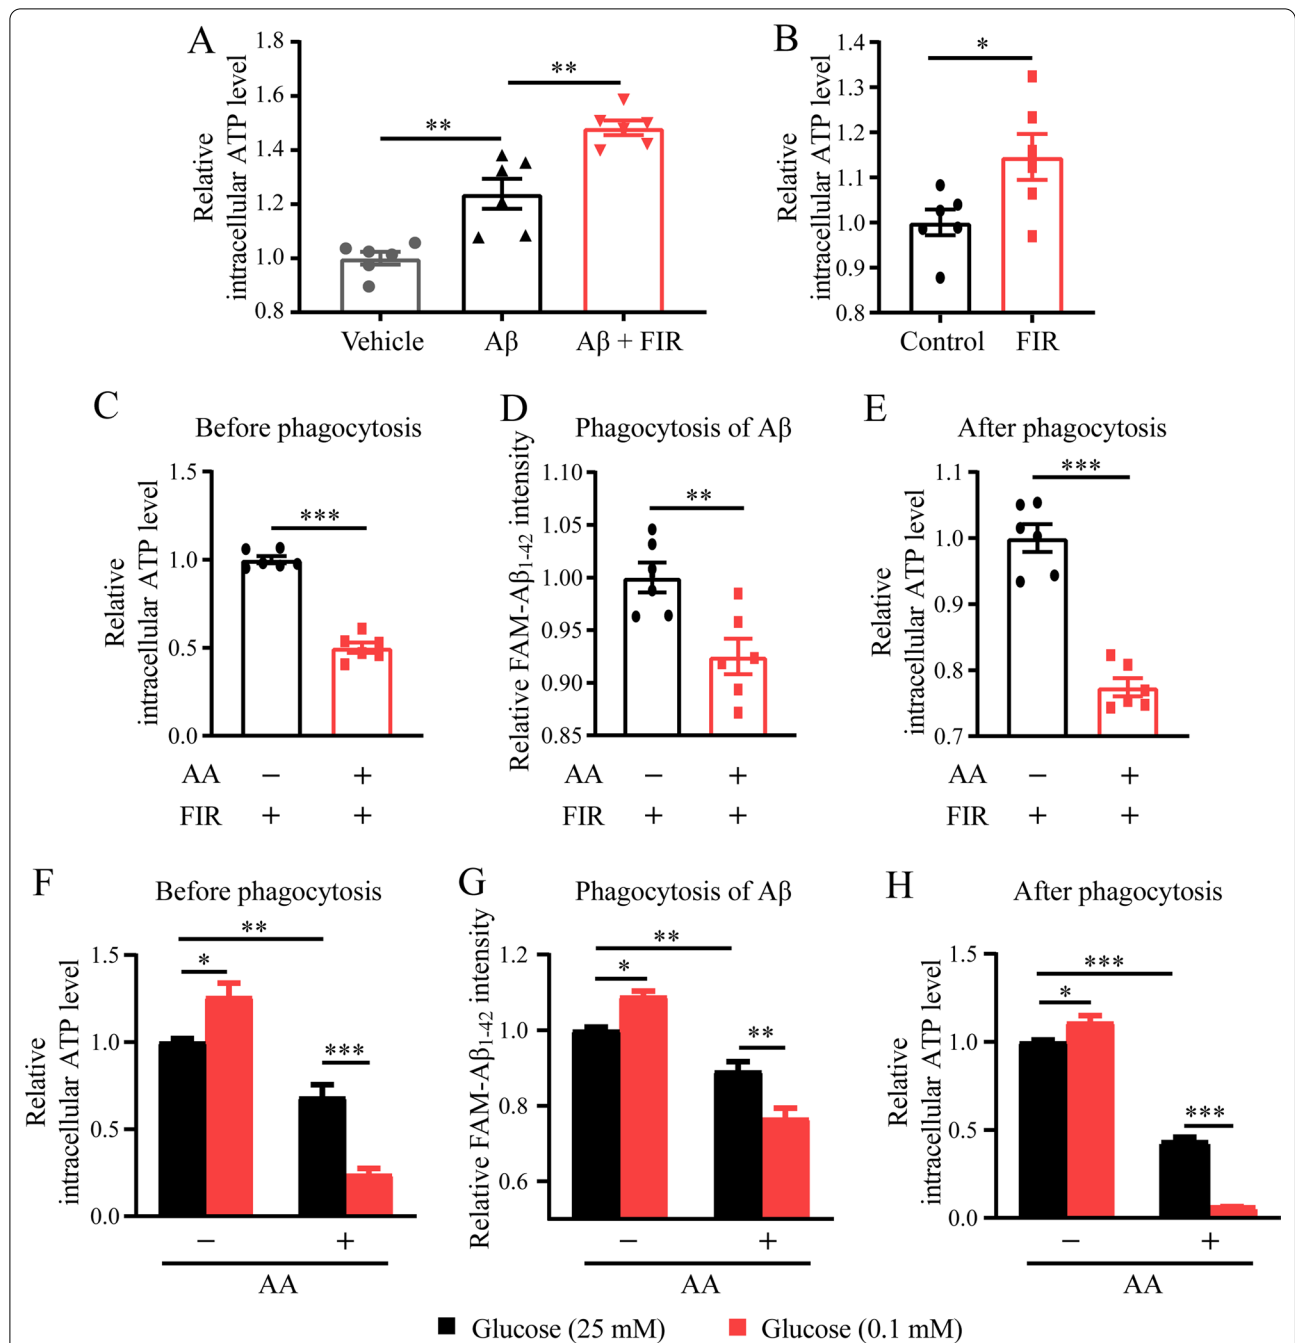 A
Relative
intracellular ATP level
1.8
1.6
1.4
1.2
1.0
0.8
**
**
Vehicle
Aβ
Aβ + FIR
B
Relative
intracellular ATP level
1.4
1.3
1.2
1.1
1.0
0.9
0.8
*
Control
FIR
C
Before phagocytosis
Relative
intracellular ATP level
1.5
1.0
0.5
0.0
***
AA − +
FIR + +
D
Phagocytosis of Aβ
Relative FAM-Aβ1-42 intensity
1.10
1.05
1.00
0.95
0.90
0.85
**
AA − +
FIR + +
E
After phagocytosis
Relative
intracellular ATP level
1.1
1.0
0.9
0.8
0.7
***
AA − +
FIR + +
F
Before phagocytosis
Relative
intracellular ATP level
1.5
1.0
0.5
0.0
**
*
***
− +
AA
G
Phagocytosis of Aβ
Relative FAM-Aβ1-42 intensity
1.2
1.0
0.8
0.6
**
*
**
− +
AA
H
After phagocytosis
Relative
intracellular ATP level
1.5
1.0
0.5
0.0
***
*
***
− +
AA
Glucose (25 mM)
Glucose (0.1 mM)